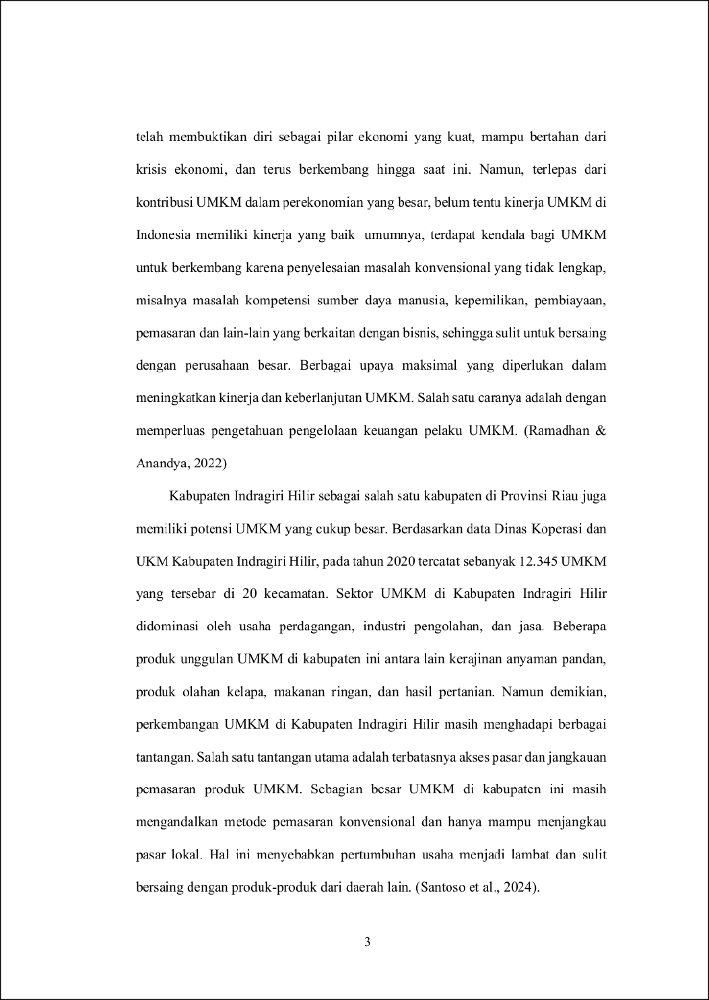 telah membuktikan diri sebagai pilar ekonomi yang kuat, mampu bertahan dari
krisis ekonomi, dan terus berkembang hingga saat ini. Namun, terlepas dari
kontribusi UMKM dalam perekonomian yang besar, belum tentu kinerja UMKM di
Indonesia memiliki kinerja yang baik  umumnya, terdapat kendala bagi UMKM
untuk berkembang karena penyelesaian masalah konvensional yang tidak lengkap,
misalnya masalah kompetensi sumber daya manusia, kepemilikan, pembiayaan,
pemasaran dan lain-lain yang berkaitan dengan bisnis, sehingga sulit untuk bersaing
dengan perusahaan besar. Berbagai upaya maksimal yang diperlukan dalam
meningkatkan kinerja dan keberlanjutan UMKM. Salah satu caranya adalah dengan
memperluas pengetahuan pengelolaan keuangan pelaku UMKM. (Ramadhan &
Anandya, 2022)
Kabupaten Indragiri Hilir sebagai salah satu kabupaten di Provinsi Riau juga
memiliki potensi UMKM yang cukup besar. Berdasarkan data Dinas Koperasi dan
UKM Kabupaten Indragiri Hilir, pada tahun 2020 tercatat sebanyak 12.345 UMKM
yang tersebar di 20 kecamatan. Sektor UMKM di Kabupaten Indragiri Hilir
didominasi oleh usaha perdagangan, industri pengolahan, dan jasa. Beberapa
produk unggulan UMKM di kabupaten ini antara lain kerajinan anyaman pandan,
produk olahan kelapa, makanan ringan, dan hasil pertanian. Namun demikian,
perkembangan UMKM di Kabupaten Indragiri Hilir masih menghadapi berbagai
tantangan. Salah satu tantangan utama adalah terbatasnya akses pasar dan jangkauan
pemasaran produk UMKM. Sebagian besar UMKM di kabupaten ini masih
mengandalkan metode pemasaran konvensional dan hanya mampu menjangkau
pasar lokal. Hal ini menyebabkan pertumbuhan usaha menjadi lambat dan sulit
bersaing dengan produk-produk dari daerah lain. (Santoso et al., 2024).
3